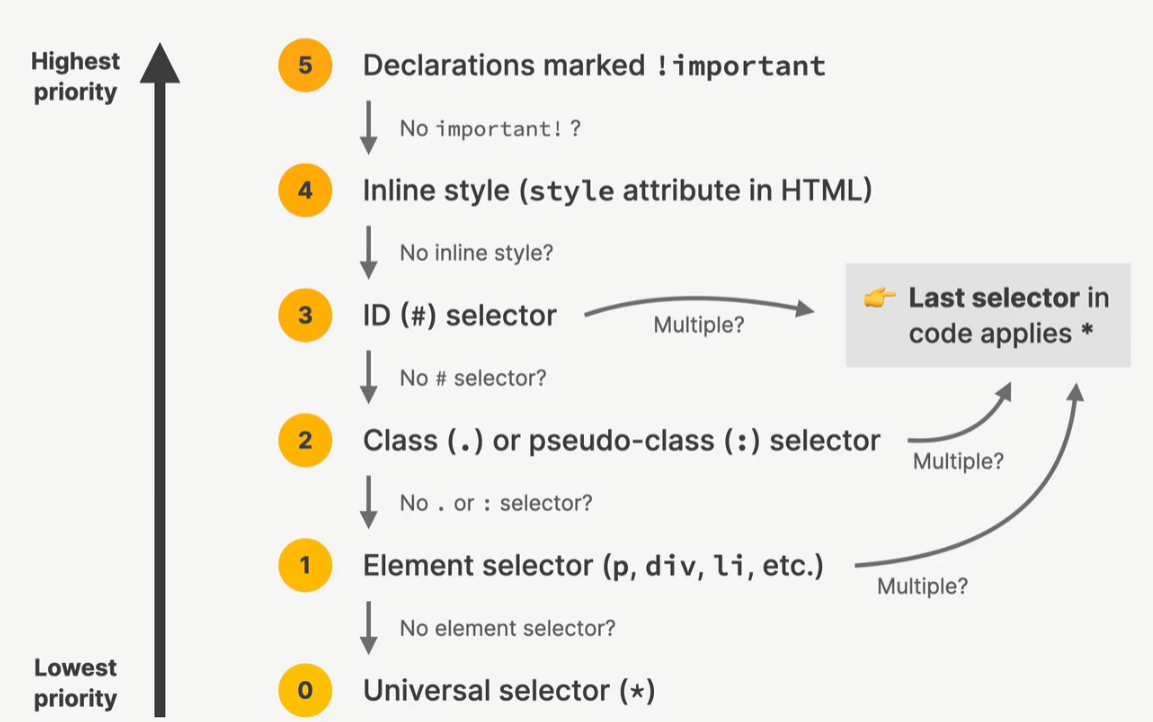 Highest
priority
5 Declarations marked !important
No important! ?
4 Inline style (style attribute in HTML)
No inline style?
3 ID (#) selector
Multiple?
👉 Last selector in
code applies *
No # selector?
2 Class (.) or pseudo-class (:) selector
Multiple?
No . or : selector?
1 Element selector (p, div, li, etc.)
Multiple?
No element selector?
Lowest
priority
0 Universal selector (*)